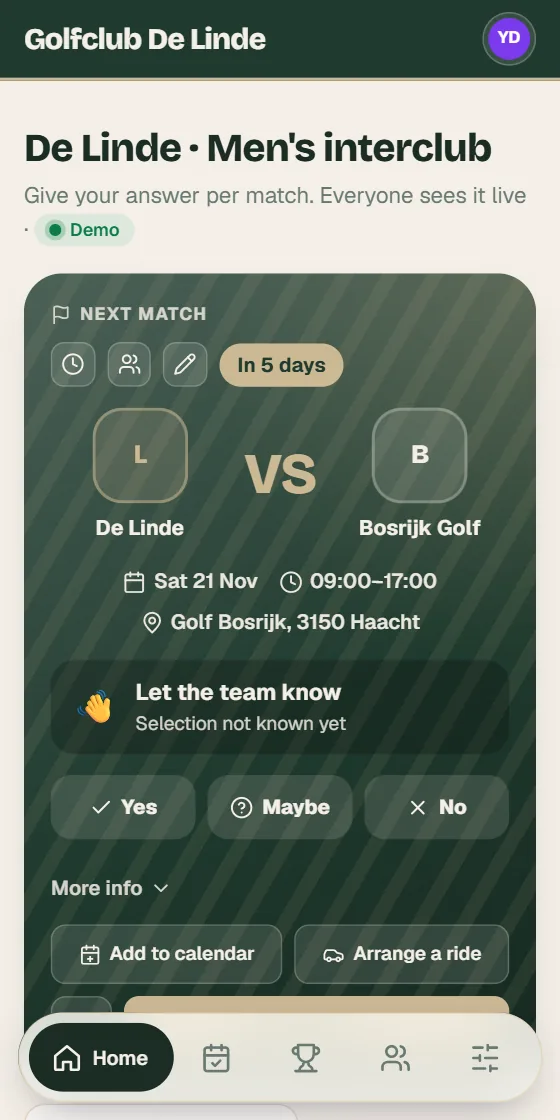 Golfclub De Linde
YD
De Linde · Men's interclub
Give your answer per match. Everyone sees it live
· Demo
NEXT MATCH
In 5 days
L
VS
B
De Linde
Bosrijk Golf
Sat 21 Nov
09:00–17:00
Golf Bosrijk, 3150 Haacht
Let the team know
Selection not known yet
Yes
Maybe
No
More info
Add to calendar
Arrange a ride
Home